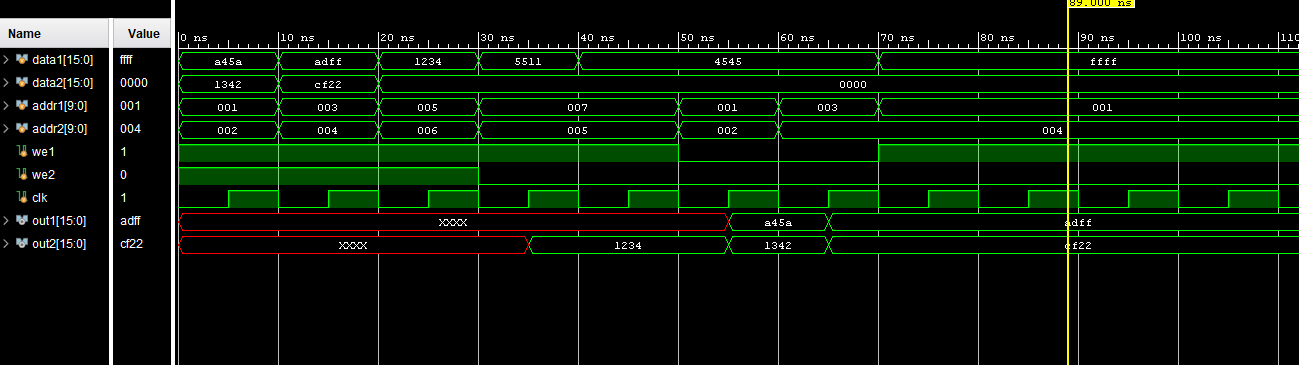 89.000 ns
Name Value
0 ns 10 ns 20 ns 30 ns 40 ns 50 ns 60 ns 70 ns 80 ns 90 ns 100 ns 110
data1[15:0] ffff a45a adff 1234 5511 4545 ffff
data2[15:0] 0000 1342 cf22 0000
addr1[9:0] 001 001 003 005 007 001 003 001
addr2[9:0] 004 002 004 006 005 002 004
we1 1
we2 0
clk 1
out1[15:0] adff XXXX a45a adff
out2[15:0] cf22 XXXX 1234 1342 cf22